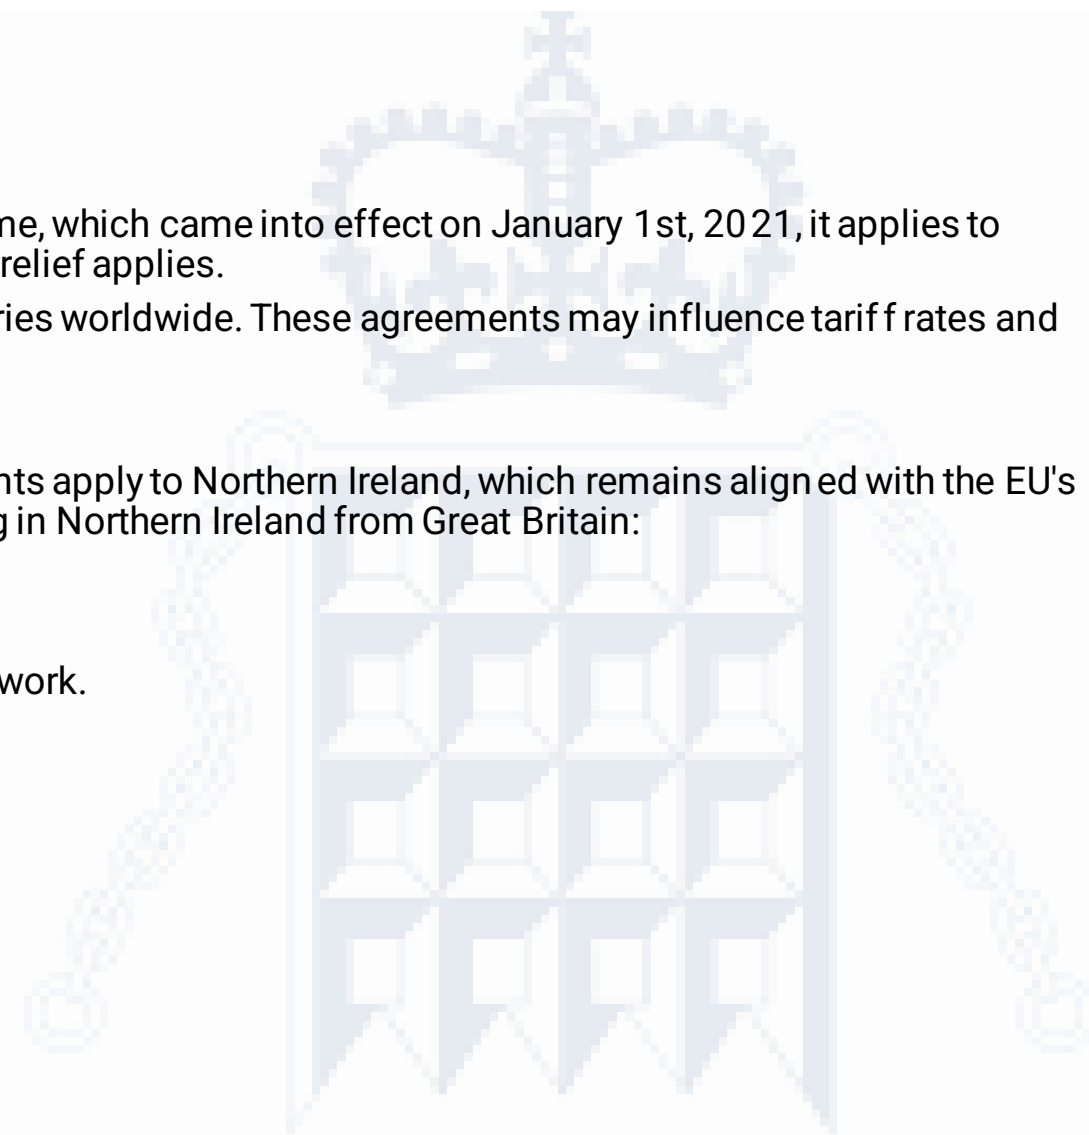 me, which came into effect on January 1st, 2021, it applies to
relief applies.
ries worldwide. These agreements may influence tariff rates and
nts apply to Northern Ireland, which remains aligned with the EU's
g in Northern Ireland from Great Britain:
work.